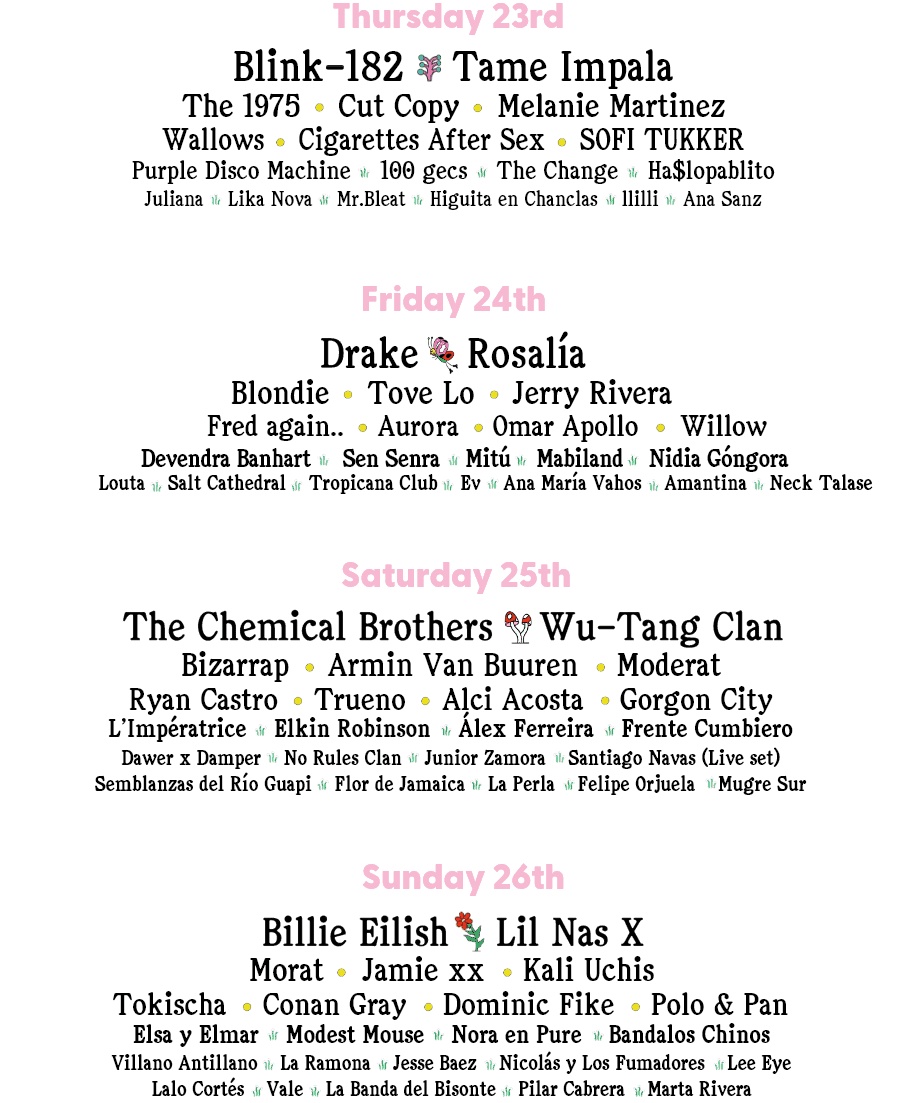 Thursday 23rd
Blink-182 Tame Impala
The 1975 • Cut Copy • Melanie Martinez
Wallows • Cigarettes After Sex • SOFI TUKKER
Purple Disco Machine 100 gecs The Change Ha$lopablito
Juliana Lika Nova Mr.Bleat Higuita en Chanclas llilli Ana Sanz
Friday 24th
Drake Rosalía
Blondie • Tove Lo • Jerry Rivera
Fred again.. • Aurora • Omar Apollo • Willow
Devendra Banhart Sen Senra Mitú Mabiland Nidia Góngora
Louta Salt Cathedral Tropicana Club Ev Ana María Vahos Amantina Neck Talase
Saturday 25th
The Chemical Brothers Wu-Tang Clan
Bizarrap • Armin Van Buuren • Moderat
Ryan Castro • Trueno • Alci Acosta • Gorgon City
L'Impératrice Elkin Robinson Álex Ferreira Frente Cumbiero
Dawer x Damper No Rules Clan Junior Zamora Santiago Navas (Live set)
Semblanzas del Río Guapi Flor de Jamaica La Perla Felipe Orjuela Mugre Sur
Sunday 26th
Billie Eilish Lil Nas X
Morat • Jamie xx • Kali Uchis
Tokischa • Conan Gray • Dominic Fike • Polo & Pan
Elsa y Elmar Modest Mouse Nora en Pure Bandalos Chinos
Villano Antillano La Ramona Jesse Baez Nicolás y Los Fumadores Lee Eye
Lalo Cortés Vale La Banda del Bisonte Pilar Cabrera Marta Rivera